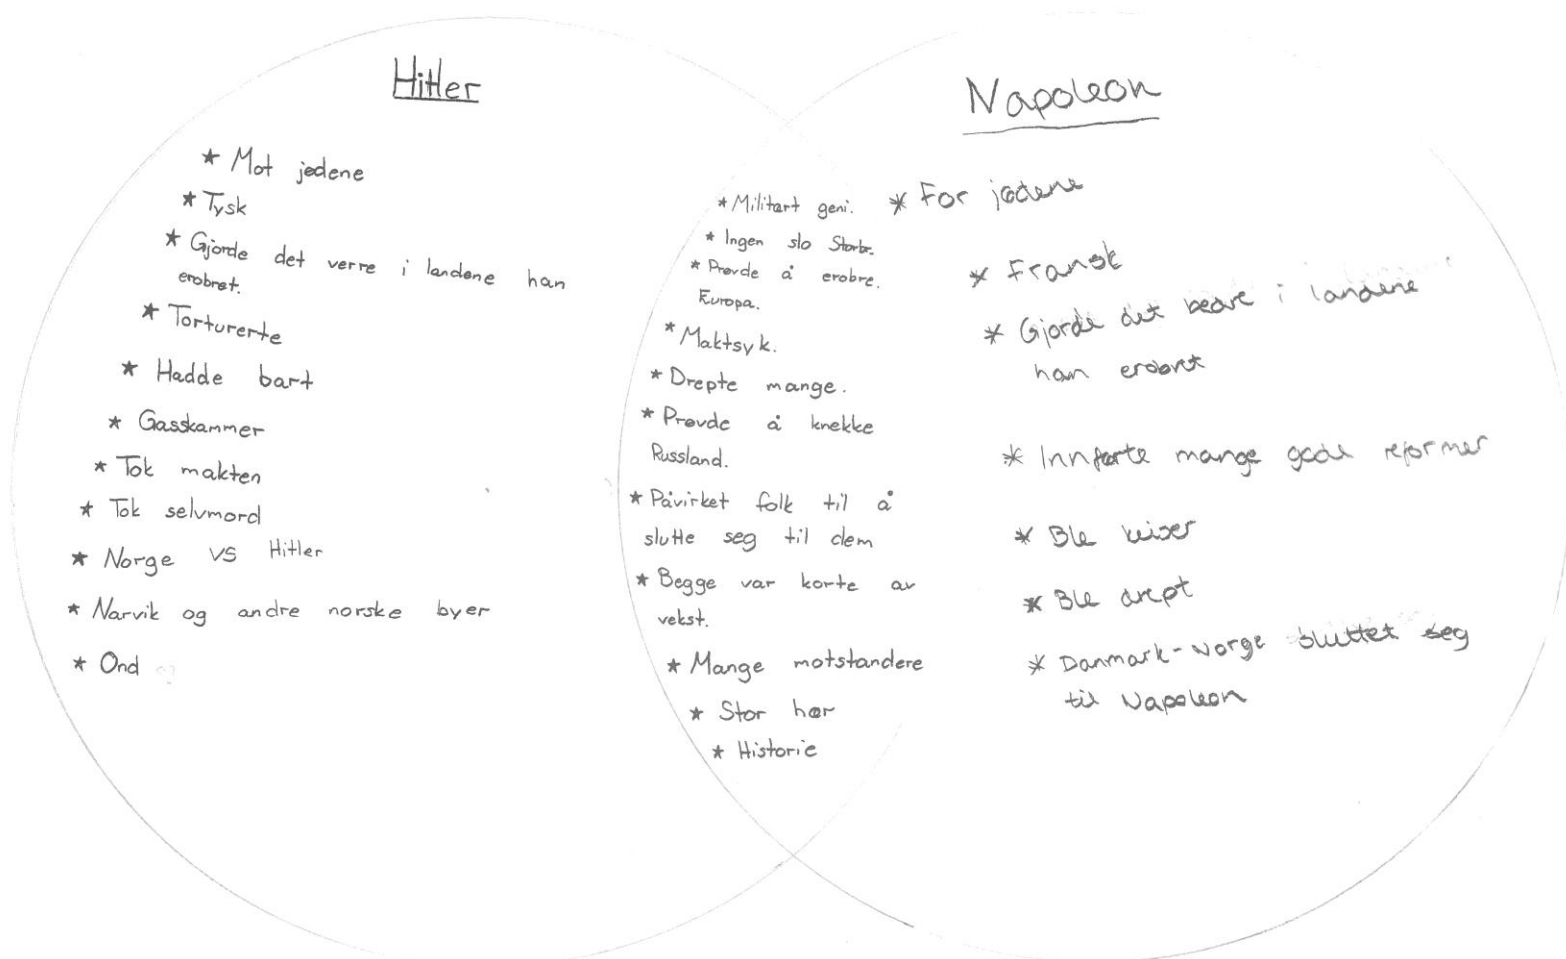 Hitler
* Mot jødene
* Tysk
* Gjorde det verre i landene han
erobret.
* Torturerte
* Hadde bart
* Gasskammer
* Tok makten
* Tok selvmord
* Norge VS Hitler
* Narvik og andre norske byer
* Ond
* Militært geni.
* Ingen slo Storbr.
* Prøvde å erobre.
Europa.
* Maktsyk.
* Drepte mange.
* Prøvde å knekke
Russland.
* Påvirket folk til å
slutte seg til dem
* Begge var korte av
vekst.
* Mange motstandere
* Stor hær
* Historie
Napoleon
* For jødene
* Fransk
* Gjorde det bedre i landene
han erobret
* Innførte mange gode reformer
* Ble keiser
* Ble drept
* Danmark-Norge sluttet seg
til Napoleon